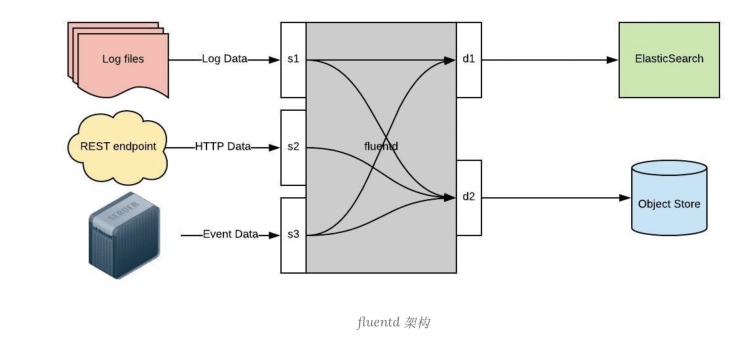 Log files
Log Data
s1
d1
ElasticSearch
REST endpoint
HTTP Data
s2
fluentd
SERVER
Event Data
s3
d2
Object Store
fluentd 架构